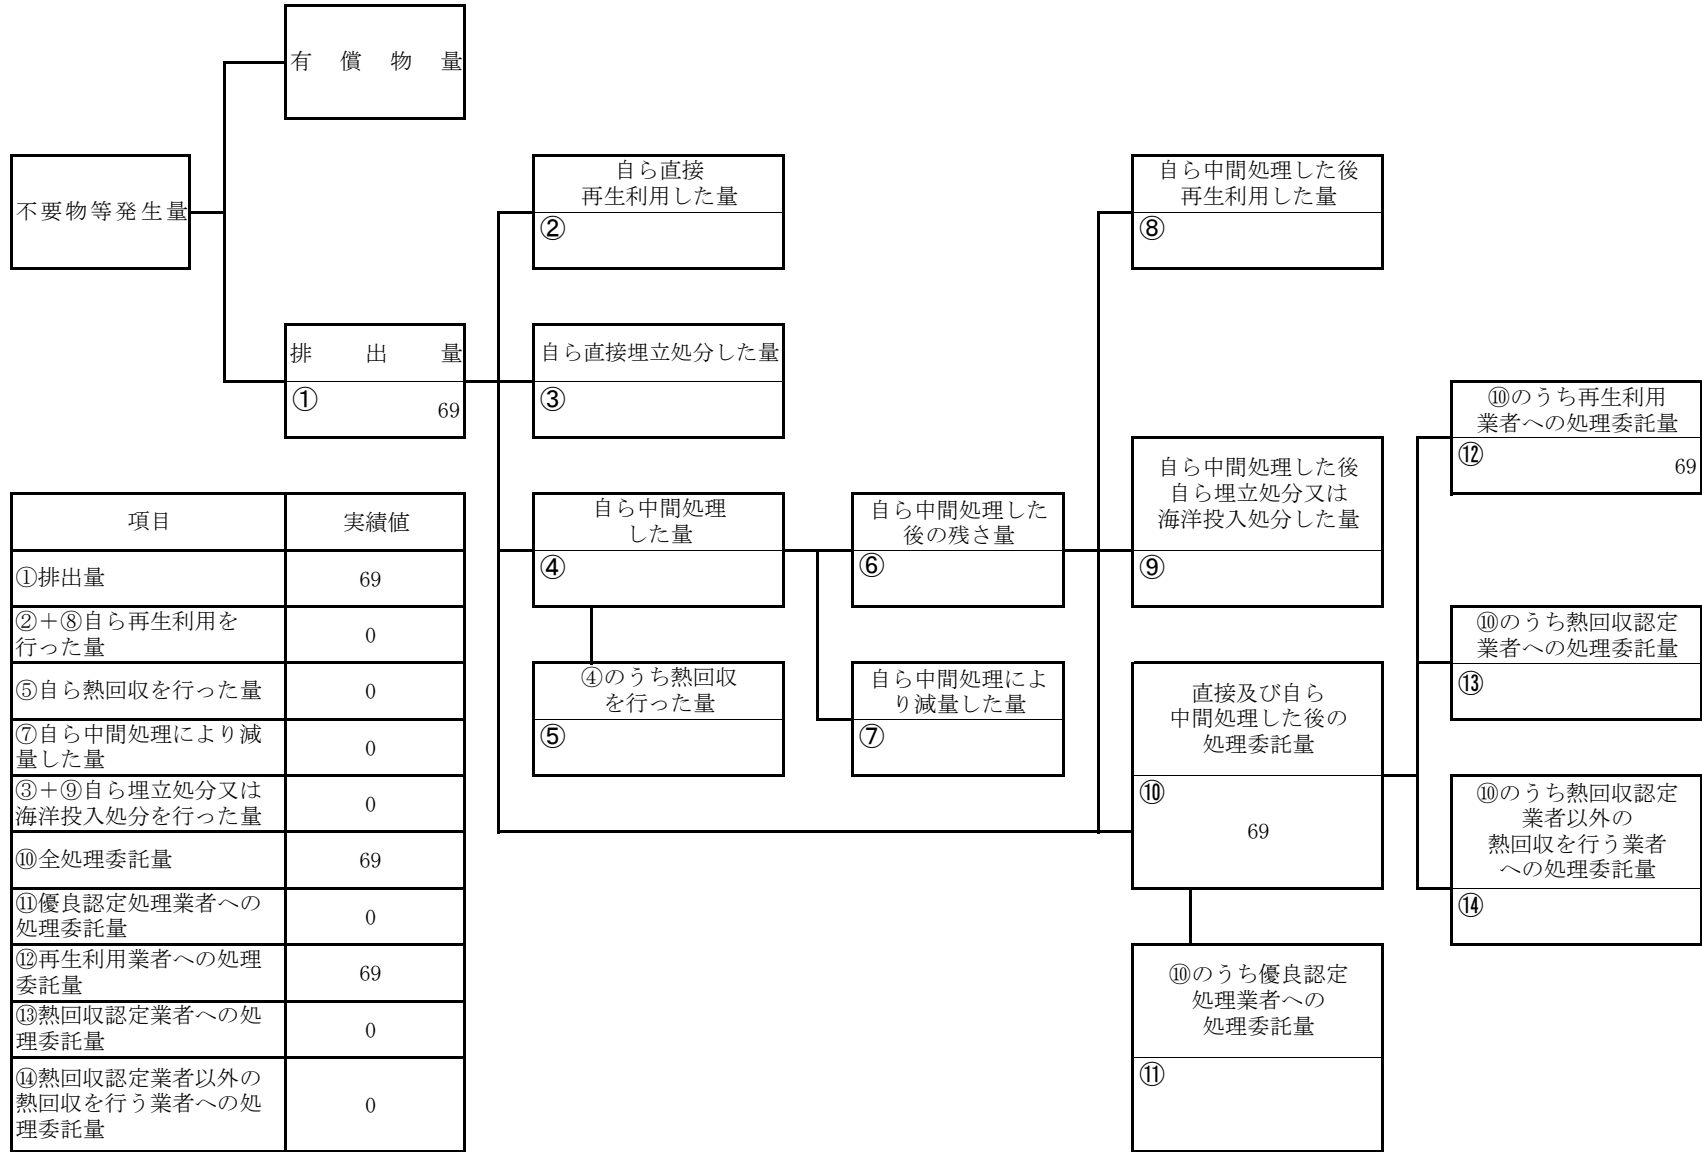 有償物量
不要物等発生量
自ら直接
再生利用した量
②
自ら中間処理した後
再生利用した量
⑧
排出量
①
69
自ら直接埋立処分した量
③
⑩のうち再生利用
業者への処理委託量
⑫
69
自ら中間処理
した量
④
自ら中間処理した
後の残さ量
⑥
自ら中間処理した後
自ら埋立処分又は
海洋投入処分した量
⑨
⑩のうち熱回収認定
業者への処理委託量
⑬
④のうち熱回収
を行った量
⑤
自ら中間処理によ
り減量した量
⑦
直接及び自ら
中間処理した後の
処理委託量
⑩
69
⑩のうち熱回収認定
業者以外の
熱回収を行う業者
への処理委託量
⑭
⑩のうち優良認定
処理業者への
処理委託量
⑪
項目 実績値
①排出量 69
②＋⑧自ら再生利用を
行った量 0
⑤自ら熱回収を行った量 0
⑦自ら中間処理により減
量した量 0
③＋⑨自ら埋立処分又は
海洋投入処分を行った量 0
⑩全処理委託量 69
⑪優良認定処理業者への
処理委託量 0
⑫再生利用業者への処理
委託量 69
⑬熱回収認定業者への処
理委託量 0
⑭熱回収認定業者以外の
熱回収を行う業者への処
理委託量 0